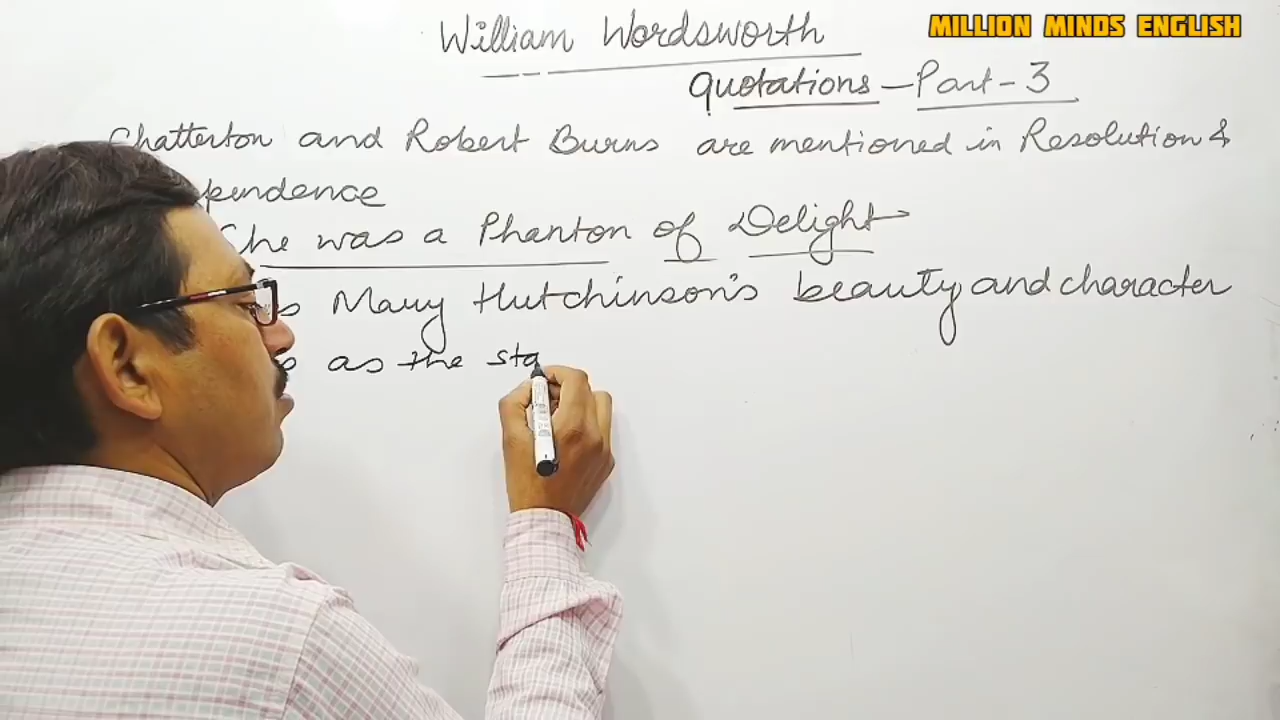 MILLION MINDS ENGLISH
William Wordsworth
Quotations - Part - 3
Chatterton and Robert Burns are mentioned in Resolution &
pendence
She was a Phanton of Delight
Mary Hutchinson's beauty and character
as the sta